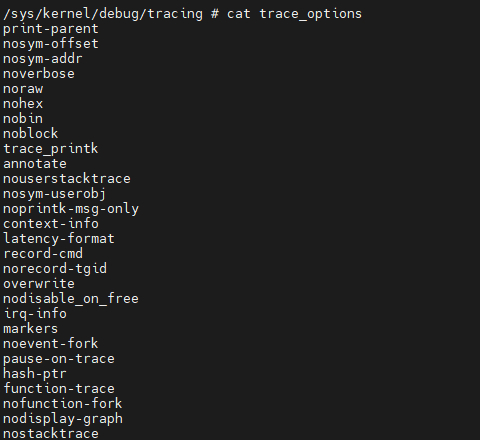 /sys/kernel/debug/tracing # cat trace_options
print-parent
nosym-offset
nosym-addr
noverbose
noraw
nohex
nobin
noblock
trace_printk
annotate
nouserstacktrace
nosym-userobj
noprintk-msg-only
context-info
latency-format
record-cmd
norecord-tgid
overwrite
nodisable_on_free
irq-info
markers
noevent-fork
pause-on-trace
hash-ptr
function-trace
nofunction-fork
nodisplay-graph
nostacktrace